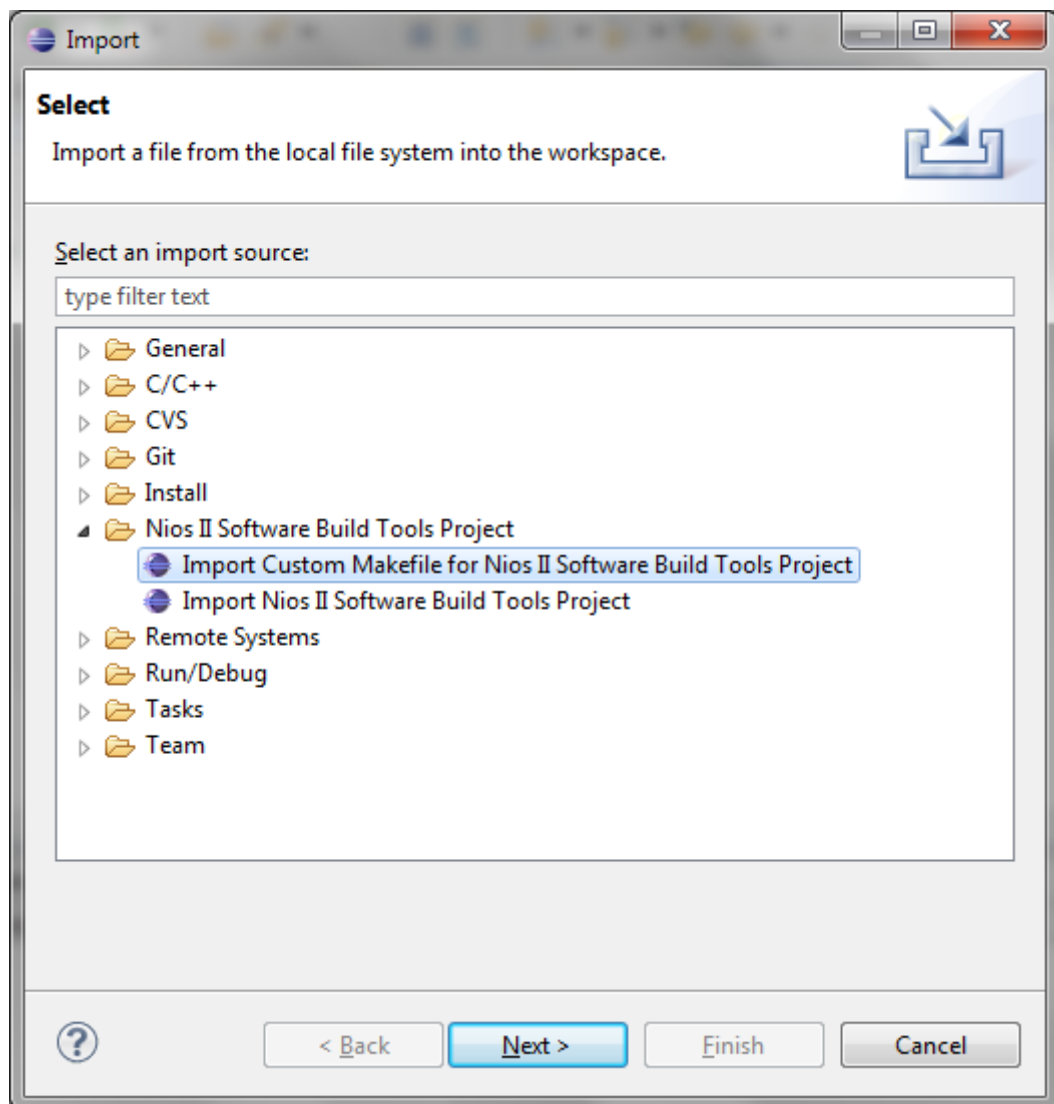 Import
Select
Import a file from the local file system into the workspace.
Select an import source:
type filter text
General
C/C++
CVS
Git
Install
Nios II Software Build Tools Project
Import Custom Makefile for Nios II Software Build Tools Project
Import Nios II Software Build Tools Project
Remote Systems
Run/Debug
Tasks
Team
? < Back Next > Finish Cancel